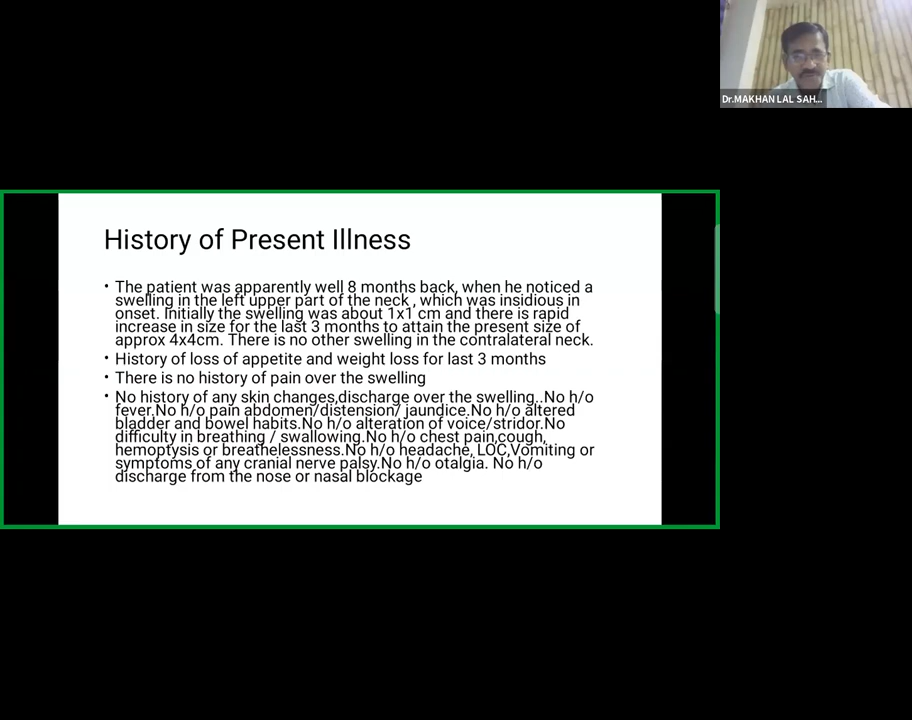 Dr.MAKHAN LAL SAH...
History of Present Illness
• The patient was apparently well 8 months back, when he noticed a
swelling in the left upper part of the neck , which was insidious in
onset. Initially the swelling was about 1x1 cm and there is rapid
increase in size for the last 3 months to attain the present size of
approx 4x4cm. There is no other swelling in the contralateral neck.
• History of loss of appetite and weight loss for last 3 months
• There is no history of pain over the swelling
• No history of any skin changes,discharge over the swelling..No h/o
fever.No h/o pain abdomen/distension/ jaundice.No h/o altered
bladder and bowel habits.No h/o alteration of voice/stridor.No
difficulty in breathing / swallowing.No h/o chest pain,cough,
hemoptysis or breathelessness.No h/o headache, LOC,Vomiting or
symptoms of any cranial nerve palsy.No h/o otalgia. No h/o
discharge from the nose or nasal blockage